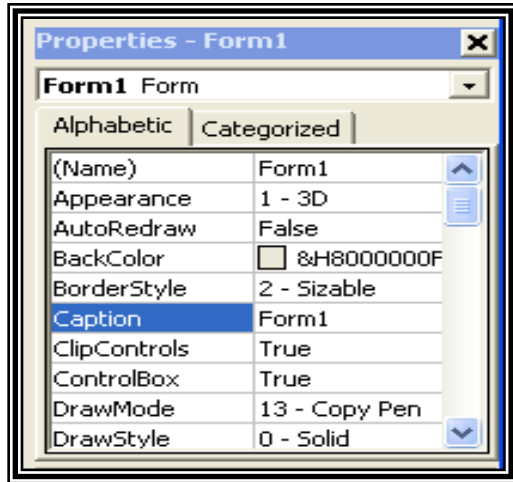 Properties - Form1
Form1 Form
Alphabetic Categorized
(Name) Form1
Appearance 1 - 3D
AutoRedraw False
BackColor &H8000000F
BorderStyle 2 - Sizable
Caption Form1
ClipControls True
ControlBox True
DrawMode 13 - Copy Pen
DrawStyle 0 - Solid